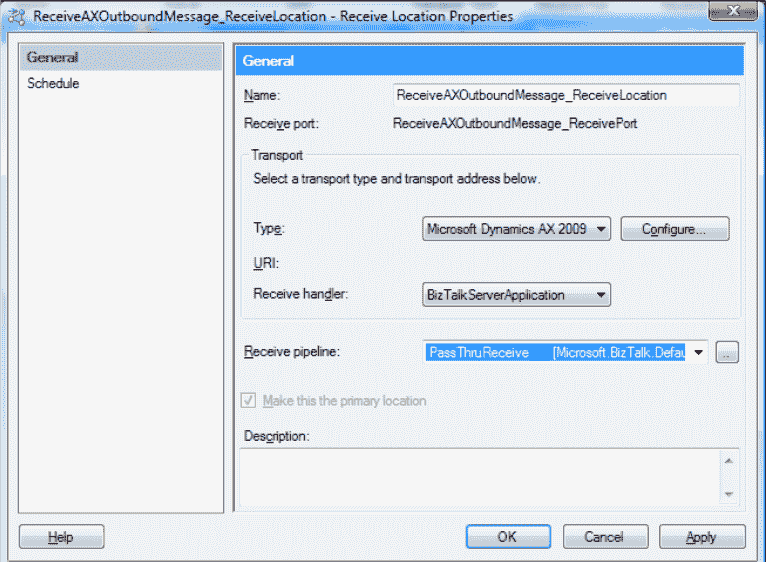 ReceiveAXOutboundMessage_ReceiveLocation - Receive Location Properties
General
Schedule
General
Name: ReceiveAXOutboundMessage_ReceiveLocation
Receive port: ReceiveAXOutboundMessage_ReceivePort
Transport
Select a transport type and transport address below.
Type: Microsoft Dynamics AX 2009 Configure...
URI:
Receive handler: BizTalkServerApplication
Receive pipeline: PassThruReceive [Microsoft.BizTalk.Defau ...
Make this the primary location
Description:
Help OK Cancel Apply